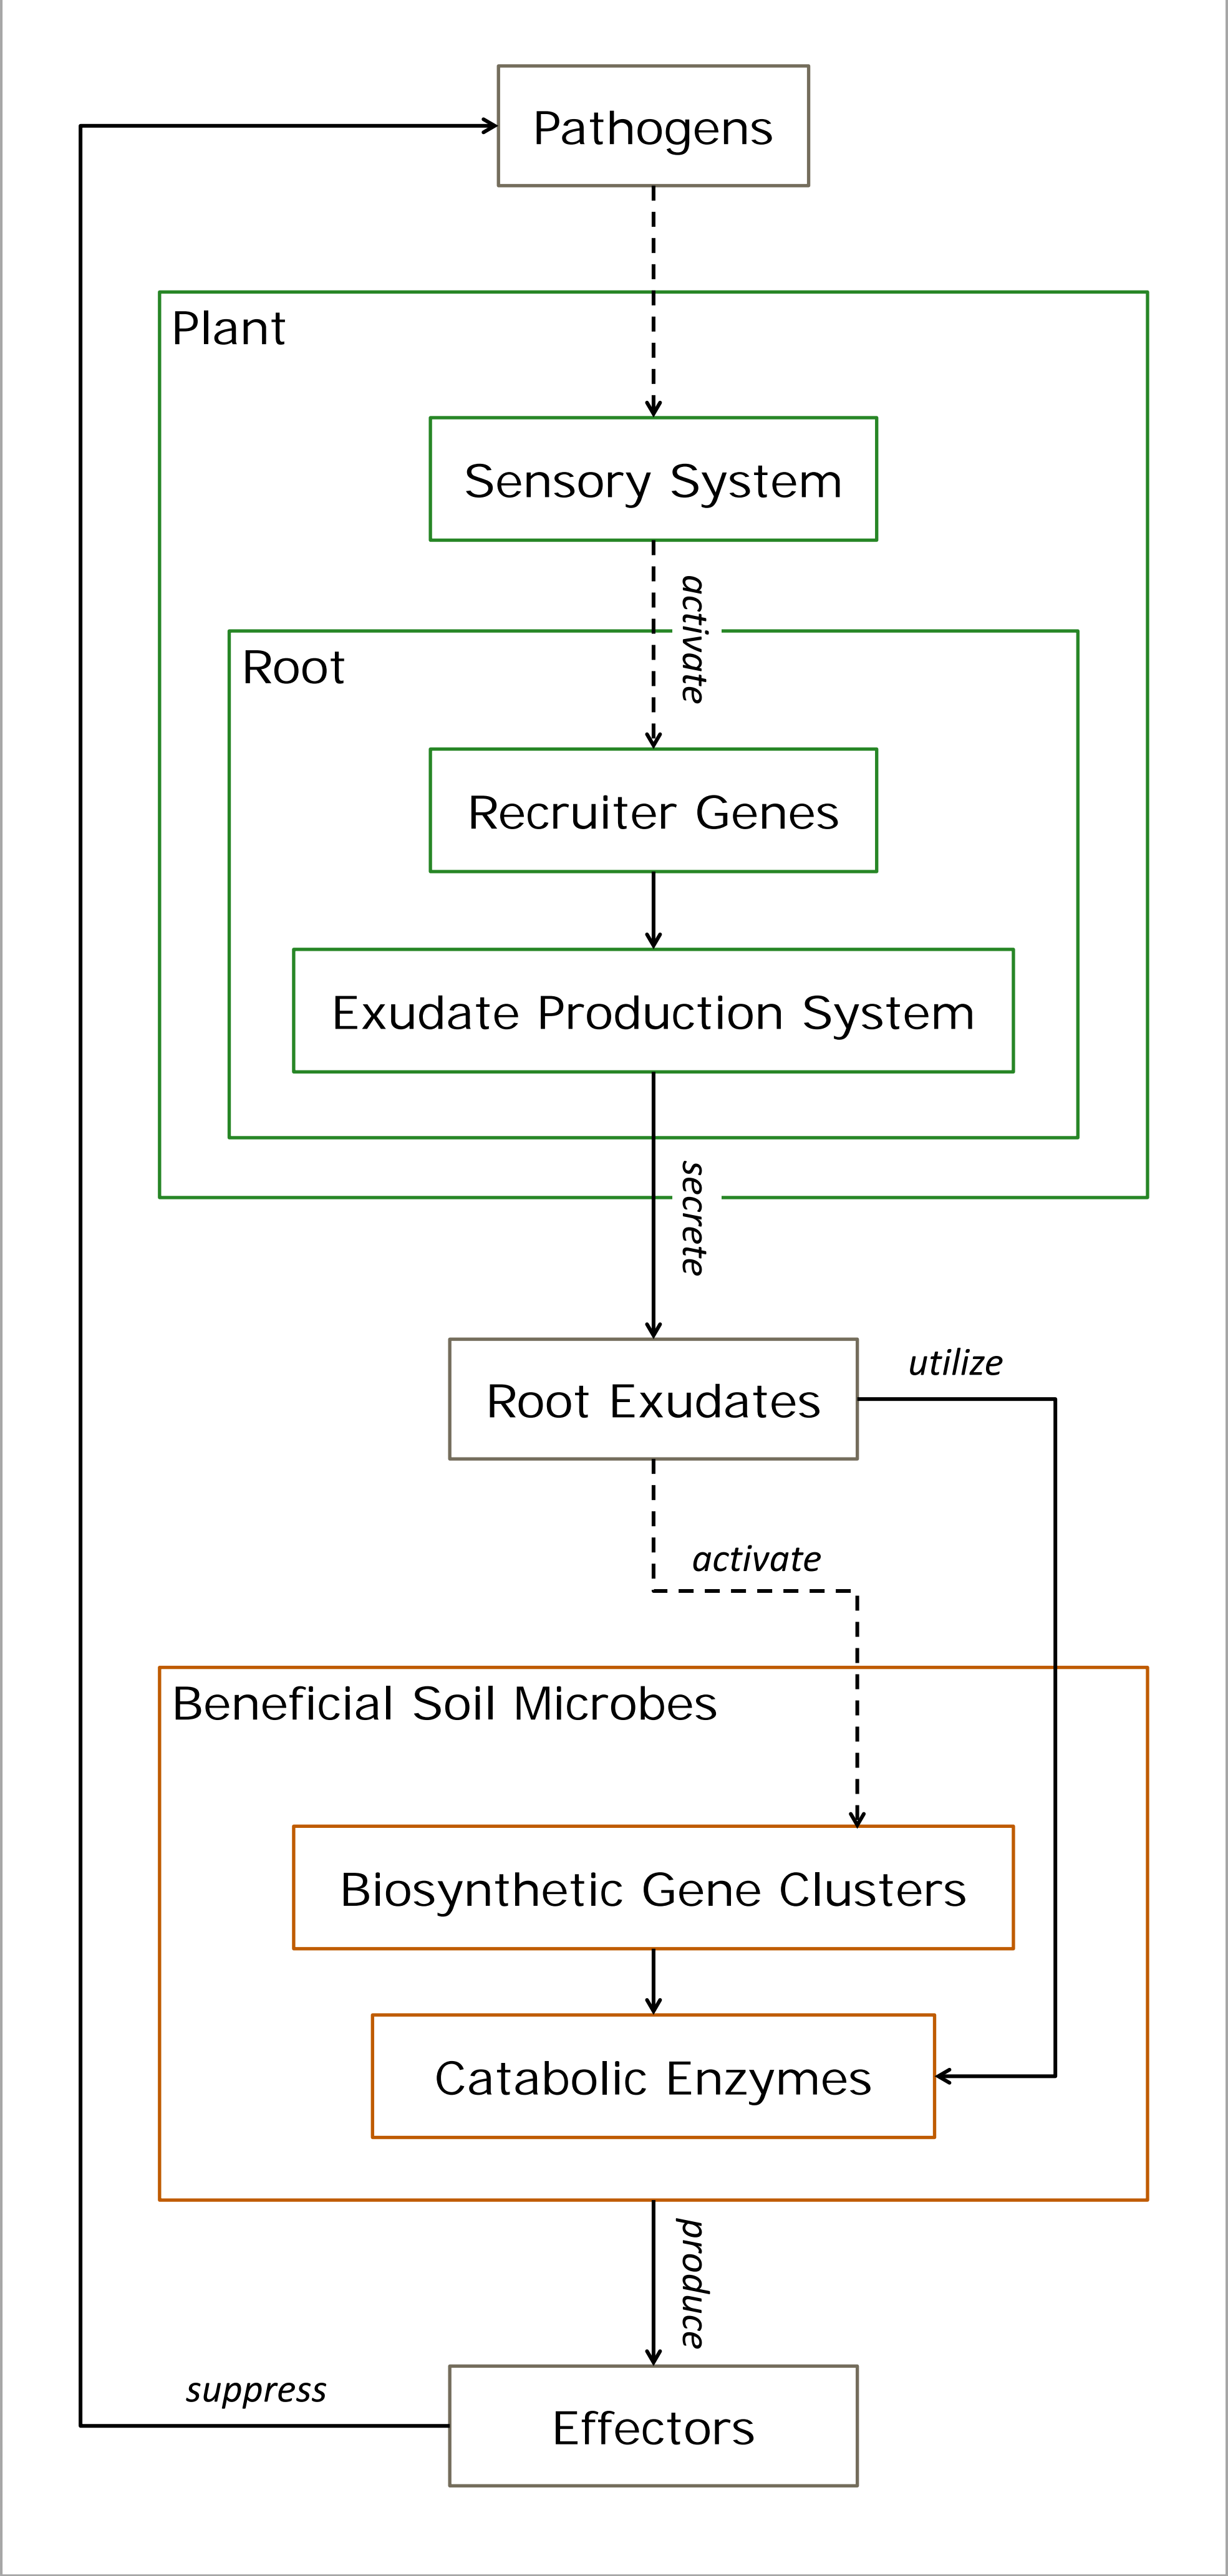 Pathogens
Plant
Sensory System
activate
Root
Recruiter Genes
Exudate Production System
secrete
Root Exudates
utilize
activate
Beneficial Soil Microbes
Biosynthetic Gene Clusters
Catabolic Enzymes
produce
suppress
Effectors